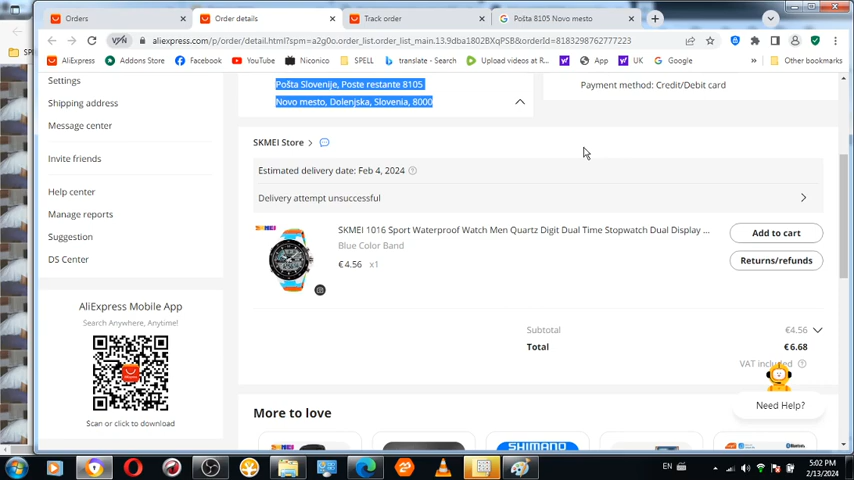 Orders
Order details
Track order
Pošta 8105 Novo mesto
VPN
aliexpress.com/p/order/detail.html?spm=a2g0o.order_list.order_list_main.13.9dba1802BXqPSB&orderId=8183298762777223
AliExpress
Addons Store
Facebook
YouTube
Niconico
SPELL
translate - Search
Upload videos auto...
UK
App
Google
Other bookmarks
Settings
Shipping address
Message center
Invite friends
Help center
Manage reports
Suggestion
DS Center
AliExpress Mobile App
Search Anywhere, Anytime!
Scan or click to download
Pošta Slovenije, Poste restante 8105
Novo mesto, Dolenjska, Slovenia, 8000
Payment method: Credit/Debit card
SKMEI Store
Estimated delivery date: Feb 4, 2024
Delivery attempt unsuccessful
SKMEI
SKMEI 1016 Sport Waterproof Watch Men Quartz Digit Dual Time Stopwatch Dual Display ...
Blue Color Band
€4.56 x1
Add to cart
Returns/refunds
Subtotal
€4.56
Total
€6.68
VAT included
Need Help?
More to love
SHIMANO
EN
5:02 PM
2/13/2024